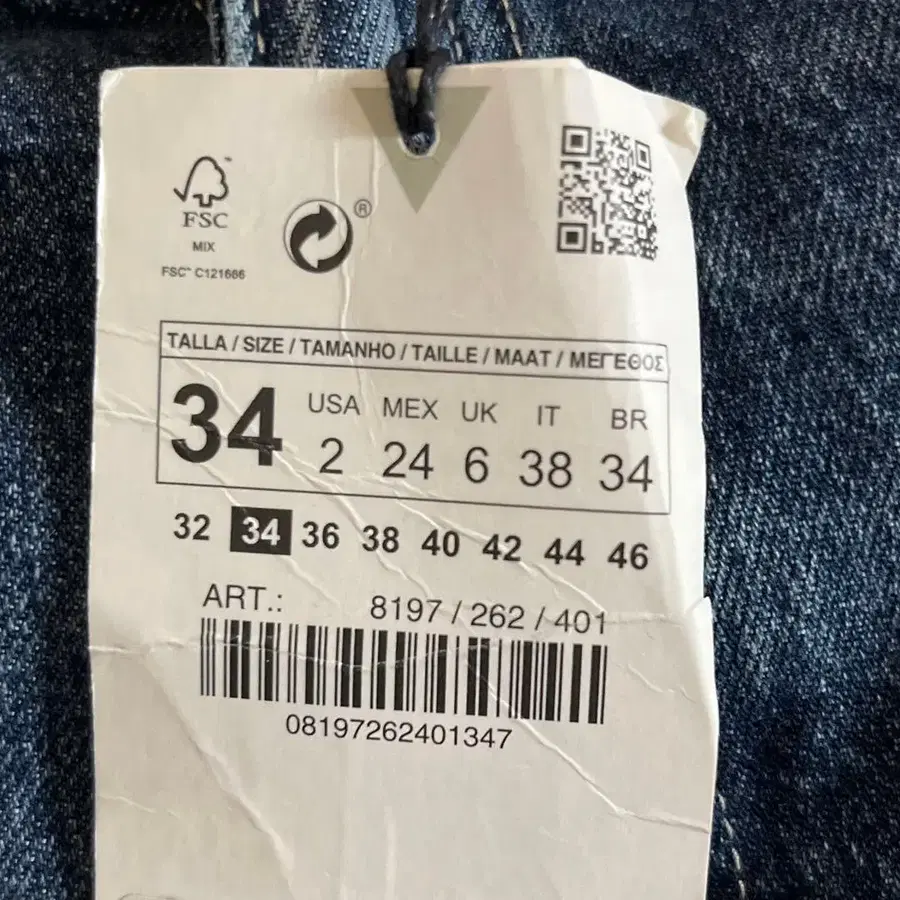 FSC™
MIX
FSC™ C121666
®
TALLA / SIZE / TAMANHO / TAILLE / MAAT / ΜΕΓΕΘΟΣ
34
USA MEX UK IT BR
2 24 6 38 34
32 34 36 38 40 42 44 46
ART.: 8197 / 262 / 401
08197262401347